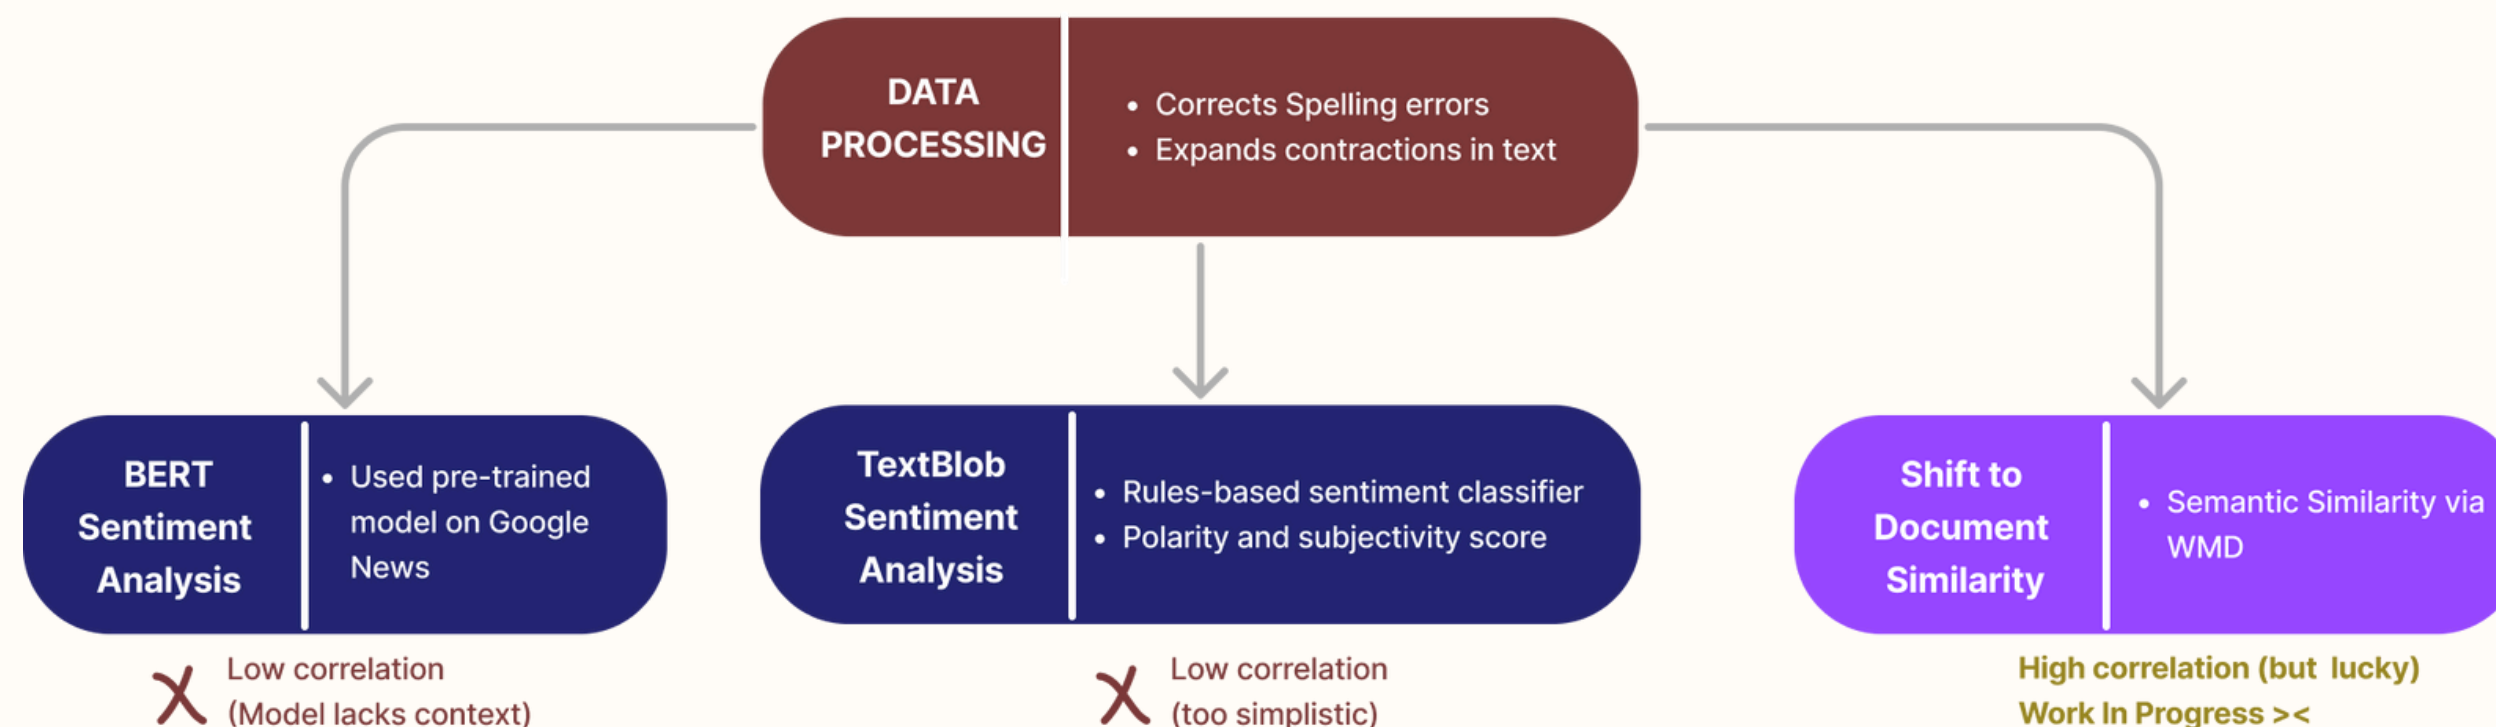 DATA
PROCESSING
• Corrects Spelling errors
• Expands contractions in text
BERT
Sentiment
Analysis
• Used pre-trained
model on Google
News
Low correlation
(Model lacks context)
TextBlob
Sentiment
Analysis
• Rules-based sentiment classifier
• Polarity and subjectivity score
Low correlation
(too simplistic)
Shift to
Document
Similarity
• Semantic Similarity via
WMD
High correlation (but lucky)
Work In Progress ><